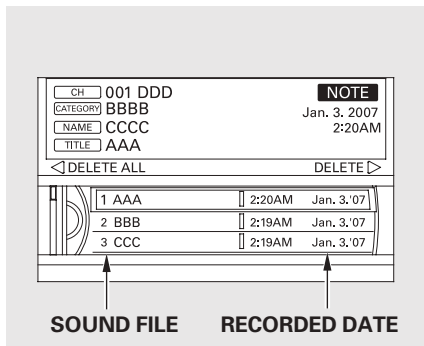 CH 001 DDD NOTE
CATEGORY BBBB Jan. 3. 2007
NAME CCCC 2:20AM
TITLE AAA
DELETE ALL DELETE
1 AAA 2:20AM Jan. 3.'07
2 BBB 2:19AM Jan. 3.'07
3 CCC 2:19AM Jan. 3.'07
SOUND FILE RECORDED DATE